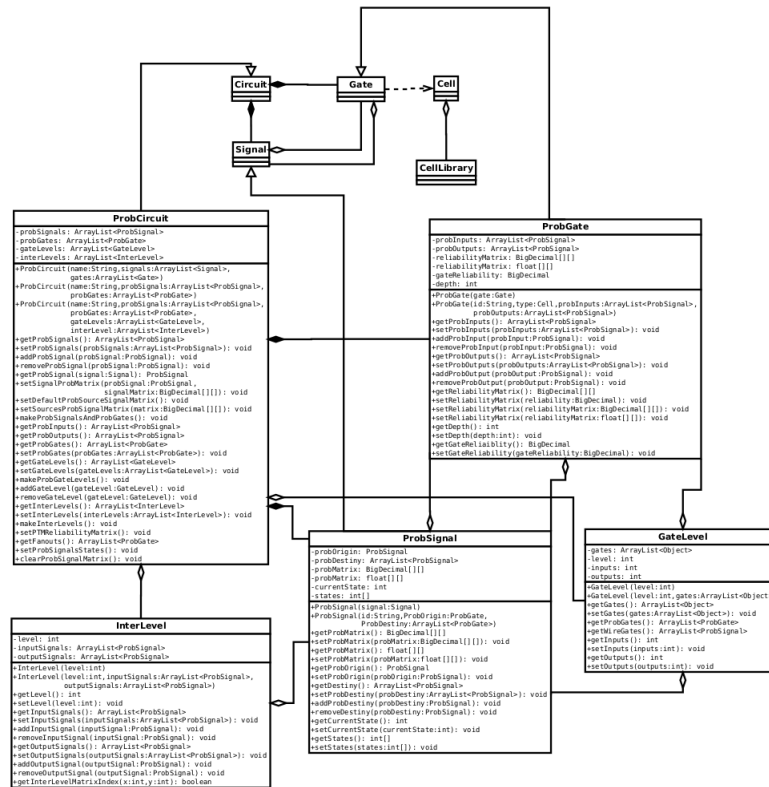 Circuit
Gate
Cell
Signal
CellLibrary
ProbCircuit
-probSignals: ArrayList<ProbSignal>
-probGates: ArrayList<ProbGate>
-gateLevels: ArrayList<GateLevel>
-interLevels: ArrayList<InterLevel>
+ProbCircuit(name:String,signals:ArrayList<Signal>,
gates:ArrayList<Gate>)
+ProbCircuit(name:String,probSignals:ArrayList<ProbSignal>,
probGates:ArrayList<ProbGate>)
+ProbCircuit(name:String,probSignals:ArrayList<ProbSignal>,
probGates:ArrayList<ProbGate>,
gateLevels:ArrayList<GateLevel>,
interLevel:ArrayList<InterLevel>)
+getProbSignals(): ArrayList<ProbSignal>
+setProbSignals(probSignals:ArrayList<ProbSignal>): void
+addProbSignal(probSignal:ProbSignal): void
+removeProbSignal(probSignal:ProbSignal): void
+getProbSignal(signal:Signal): ProbSignal
+setSignalProbMatrix(probSignal:ProbSignal,
signalMatrix:BigDecimal[][]): void
+setDefaultProbSourceSignalMatrix(): void
+setSourcesProbSignalMatrix(matrix:BigDecimal[][]): void
+makeProbSignalsAndProbGates(): void
+getProbInputs(): ArrayList<ProbSignal>
+getProbOutputs(): ArrayList<ProbSignal>
+getProbGates(): ArrayList<ProbGate>
+setProbGates(probGates:ArrayList<ProbGate>): void
+getGateLevels(): ArrayList<GateLevel>
+setGateLevels(gateLevels:ArrayList<GateLevel>): void
+makeProbGateLevels(): void
+addGateLevel(gateLevel:GateLevel): void
+removeGateLevel(gateLevel:GateLevel): void
+getInterLevels(): ArrayList<InterLevel>
+setInterLevels(interLevels:ArrayList<InterLevel>): void
+makeInterLevels(): void
+setPTMReliabilityMatrix(): void
+getFanouts(): ArrayList<ProbGate>
+setProbSignalsStates(): void
+clearProbSignalMatrix(): void
ProbGate
-probInputs: ArrayList<ProbSignal>
-probOutputs: ArrayList<ProbSignal>
-reliabilityMatrix: BigDecimal[][]
-reliabilityMatrix: float[][]
-gateReliability: BigDecimal
-depth: int
+ProbGate(gate:Gate)
+ProbGate(id:String,type:Cell,probInputs:ArrayList<ProbSignal>,
probOutputs:ArrayList<ProbSignal>)
+getProbInputs(): ArrayList<ProbSignal>
+setProbInputs(probInputs:ArrayList<ProbSignal>): void
+addProbInput(probInput:ProbSignal): void
+removeProbInput(probInput:ProbSignal): void
+getProbOutputs(): ArrayList<ProbSignal>
+setProbOutputs(probOutputs:ArrayList<ProbSignal>): void
+addProbOutput(probOutput:ProbSignal): void
+removeProbOutput(probOutput:ProbSignal): void
+getReliabilityMatrix(): BigDecimal[][]
+setReliabilityMatrix(reliability:BigDecimal): void
+setReliabilityMatrix(reliabilityMatrix:BigDecimal[][]): void
+setReliabilityMatrix(reliabilityMatrix:float[][]): void
+getDepth(): int
+setDepth(depth:int): void
+getGateReliaiblity(): BigDecimal
+setGateReliability(gateReliability:BigDecimal): void
ProbSignal
-probOrigin: ProbSignal
-probDestiny: ArrayList<ProbSignal>
-probMatrix: BigDecimal[][]
-probMatrix: float[][]
-currentState: int
-states: int[]
+ProbSignal(signal:Signal)
+ProbSignal(id:String,ProbOrigin:ProbGate,
ProbDestiny:ArrayList<ProbGate>)
+getProbMatrix(): BigDecimal[][]
+setProbMatrix(probMatrix:BigDecimal[][]): void
+getProbMatrix(): float[][]
+setProbMatrix(probMatrix:float[][]): void
+getProbOrigin(): ProbSignal
+setProbOrigin(probOrigin:ProbSignal): void
+getDestiny(): ArrayList<ProbSignal>
+setProbDestiny(probDestiny:ArrayList<ProbSignal>): void
+addProbDestiny(probDestiny:ProbSignal): void
+removeDestiny(probDestiny:ProbSignal): void
+getCurrentState(): int
+setCurrentState(currentState:int): void
+getStates(): int[]
+setStates(states:int[]): void
GateLevel
-gates: ArrayList<Object>
-level: int
-inputs: int
-outputs: int
+GateLevel(level:int)
+GateLevel(level:int,gates:ArrayList<Object
+getGates(): ArrayList<Object>
+setGates(gates:ArrayList<Object>): void
+getProbGates(): ArrayList<ProbGate>
+getWireGates(): ArrayList<ProbSignal>
+getInputs(): int
+setInputs(inputs:int): void
+getOutputs(): int
+setOutputs(outputs:int): void
InterLevel
-level: int
-inputSignals: ArrayList<ProbSignal>
-outputSignals: ArrayList<ProbSignal>
+InterLevel(level:int)
+InterLevel(level:int,inputSignals:ArrayList<ProbSignal>,
outputSignals:ArrayList<ProbSignal>)
+getLevel(): int
+setLevel(level:int): void
+getInputSignals(): ArrayList<ProbSignal>
+setInputSignals(inputSignals:ArrayList<ProbSignal>): void
+addInputSignal(inputSignal:ProbSignal): void
+removeInputSignal(inputSignal:ProbSignal): void
+getOutputSignals(): ArrayList<ProbSignal>
+setOutputSignals(outputSignals:ArrayList<ProbSignal>): void
+addOutputSignal(outputSignal:ProbSignal): void
+removeOutputSignal(outputSignal:ProbSignal): void
+getInterLevelMatrixIndex(x:int,y:int): boolean